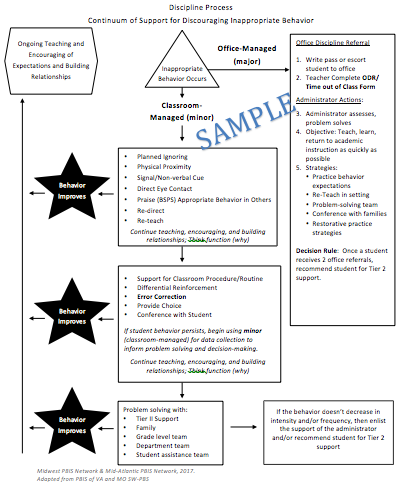 Discipline Process
Continuum of Support for Discouraging Inappropriate Behavior
Ongoing Teaching and
Encouraging of
Expectations and Building
Relationships
Inappropriate
Behavior Occurs
Office-Managed
(major)
Classroom-
Managed (minor)
SAMPLE
Office Discipline Referral
1. Write pass or escort
student to office
2. Teacher Complete ODR/
Time out of Class Form
Administrator Actions:
3. Administrator assesses,
problem solves
4. Objective: Teach, learn,
return to academic
instruction as quickly as
possible
5. Strategies:
• Practice behavior
expectations
• Re-Teach in setting
• Problem-solving team
• Conference with families
• Restorative practice
strategies
Decision Rule: Once a student
receives 2 office referrals,
recommend student for Tier 2
support.
Behavior
Improves
• Planned Ignoring
• Physical Proximity
• Signal/Non-verbal Cue
• Direct Eye Contact
• Praise (BSPS) Appropriate Behavior in Others
• Re-direct
• Re-teach
Continue teaching, encouraging, and building
relationships; Think function (why)
Behavior
Improves
• Support for Classroom Procedure/Routine
• Differential Reinforcement
• Error Correction
• Provide Choice
• Conference with Student
If student behavior persists, begin using minor
(classroom-managed) for data collection to
inform problem solving and decision-making.
Continue teaching, encouraging, and building
relationships; Think function (why)
Behavior
Improves
Problem solving with:
• Tier II Support
• Family
• Grade level team
• Department team
• Student assistance team
If the behavior doesn't decrease in
intensity and/or frequency, then enlist
the support of the administrator
and/or recommend student for Tier 2
support
Midwest PBIS Network & Mid-Atlantic PBIS Network, 2017.
Adapted from PBIS of VA and MO SW-PBS